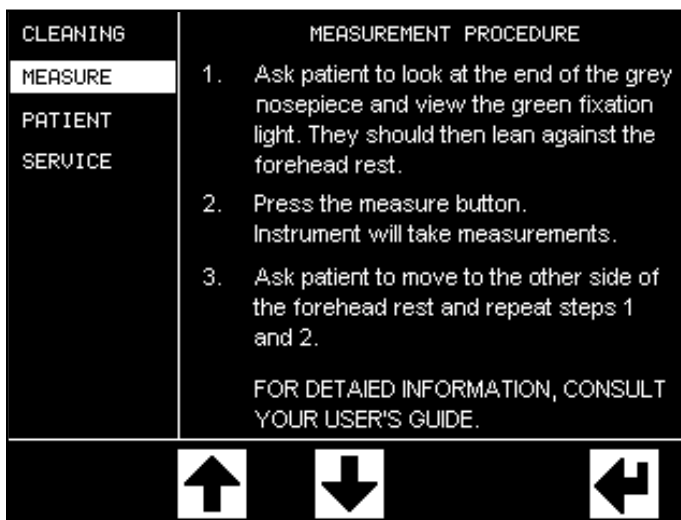 CLEANING
MEASURE
PATIENT
SERVICE
MEASUREMENT PROCEDURE
1. Ask patient to look at the end of the grey
nosepiece and view the green fixation
light. They should then lean against the
forehead rest.
2. Press the measure button.
Instrument will take measurements.
3. Ask patient to move to the other side of
the forehead rest and repeat steps 1
and 2.
FOR DETAIED INFORMATION, CONSULT
YOUR USER'S GUIDE.